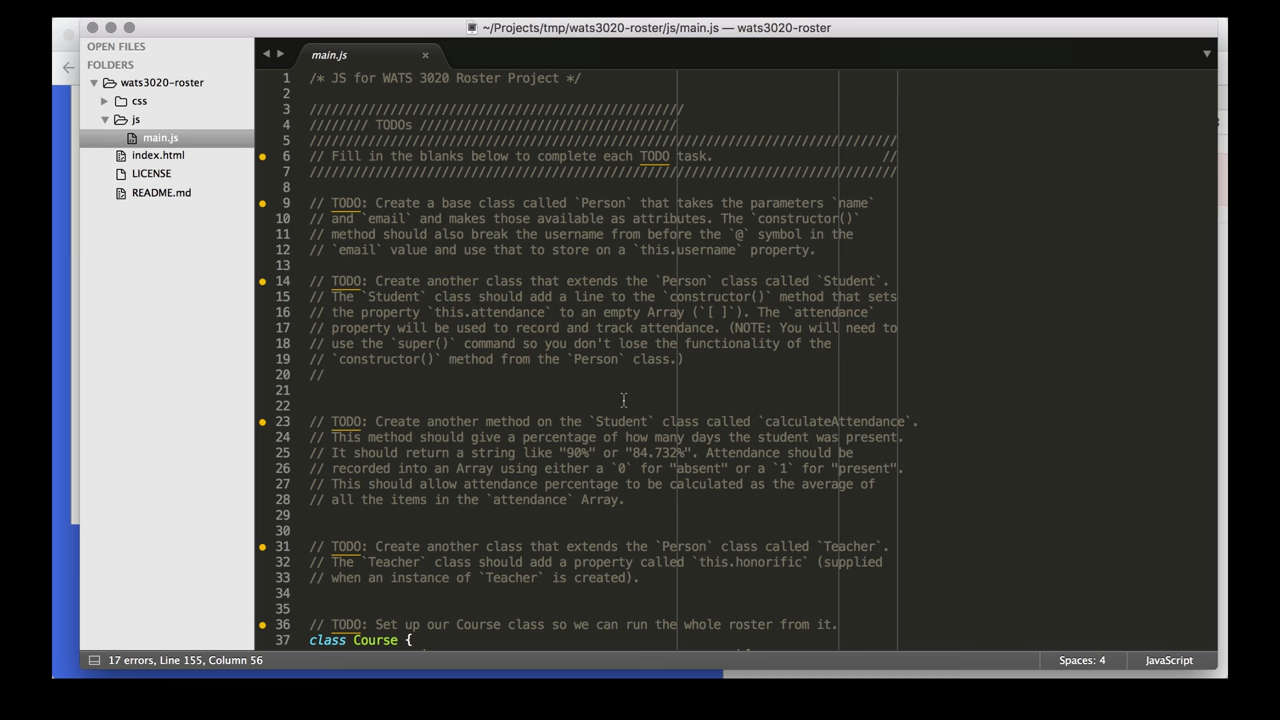 ~/Projects/tmp/wats3020-roster/js/main.js — wats3020-roster
OPEN FILES
FOLDERS
wats3020-roster
css
js
main.js
index.html
LICENSE
README.md
main.js ×
1 /* JS for WATS 3020 Roster Project */
2
3 ///////////////////////////////////////////////////
4 //////// TODOs ///////////////////////////////////
5 ////////////////////////////////////////////////////////////////////////////////
6 // Fill in the blanks below to complete each TODO task. //
7 ////////////////////////////////////////////////////////////////////////////////
8
9 // TODO: Create a base class called `Person` that takes the parameters `name`
10 // and `email` and makes those available as attributes. The `constructor()`
11 // method should also break the username from before the `@` symbol in the
12 // `email` value and use that to store on a `this.username` property.
13
14 // TODO: Create another class that extends the `Person` class called `Student`.
15 // The `Student` class should add a line to the `constructor()` method that sets
16 // the property `this.attendance` to an empty Array (`[ ]`). The `attendance`
17 // property will be used to record and track attendance. (NOTE: You will need to
18 // use the `super()` command so you don't lose the functionality of the
19 // `constructor()` method from the `Person` class.)
20 //
21
22
23 // TODO: Create another method on the `Student` class called `calculateAttendance`.
24 // This method should give a percentage of how many days the student was present.
25 // It should return a string like "90%" or "84.732%". Attendance should be
26 // recorded into an Array using either a `0` for "absent" or a `1` for "present".
27 // This should allow attendance percentage to be calculated as the average of
28 // all the items in the `attendance` Array.
29
30
31 // TODO: Create another class that extends the `Person` class called `Teacher`.
32 // The `Teacher` class should add a property called `this.honorific` (supplied
33 // when an instance of `Teacher` is created).
34
35
36 // TODO: Set up our Course class so we can run the whole roster from it.
37 class Course {
17 errors, Line 155, Column 56
Spaces: 4
JavaScript